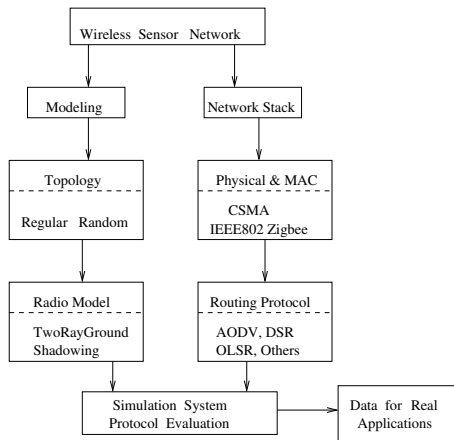 Wireless Sensor Network
Modeling
Network Stack
Topology
Regular Random
Physical & MAC
CSMA
IEEE802 Zigbee
Radio Model
TwoRayGround
Shadowing
Routing Protocol
AODV, DSR
OLSR, Others
Simulation System
Protocol Evaluation
Data for Real
Applications